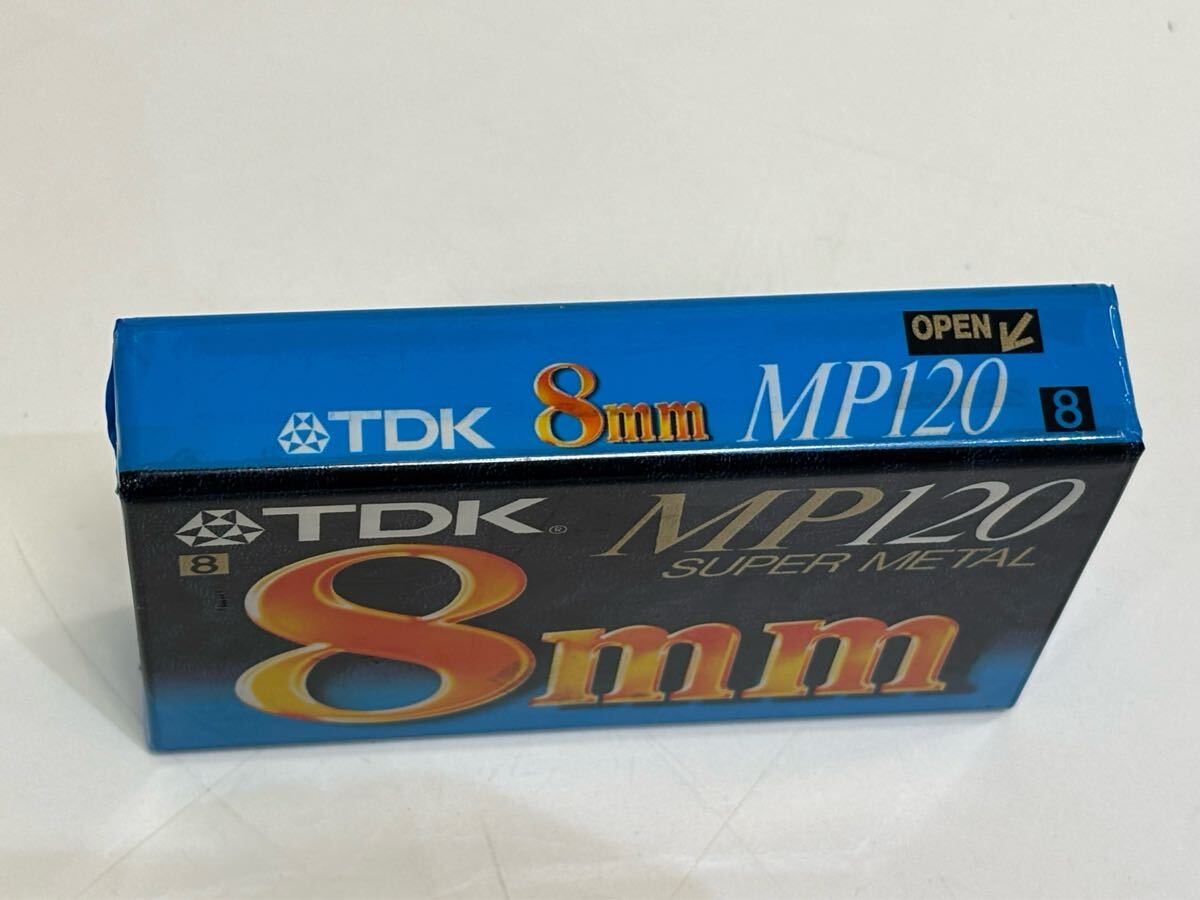 OPEN
TDK 8mm MP120 8
TDK® MP120
8 SUPER METAL
8mm